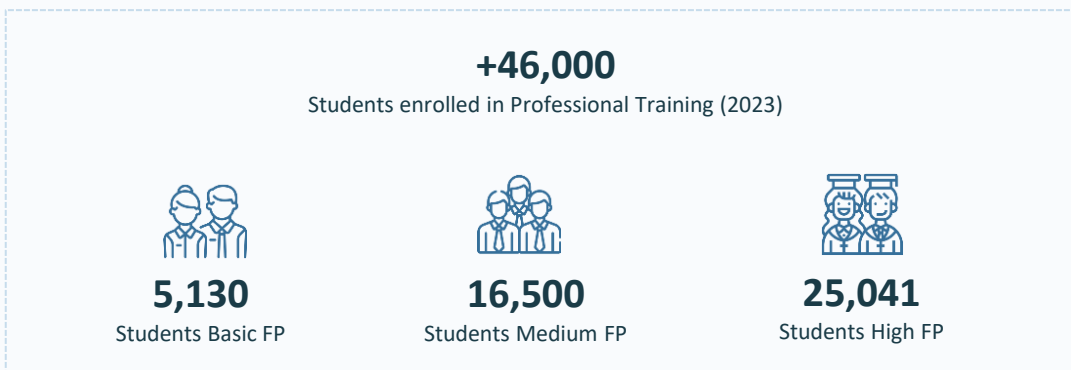 +46,000
Students enrolled in Professional Training (2023)
5,130
Students Basic FP
16,500
Students Medium FP
25,041
Students High FP